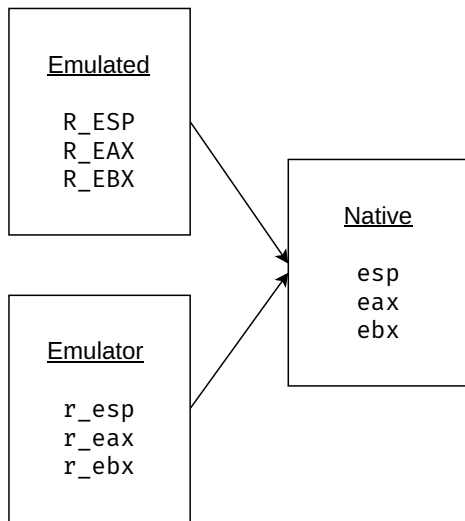 Emulated
R_ESP
R_EAX
R_EBX
Emulator
r_esp
r_eax
r_ebx
Native
esp
eax
ebx